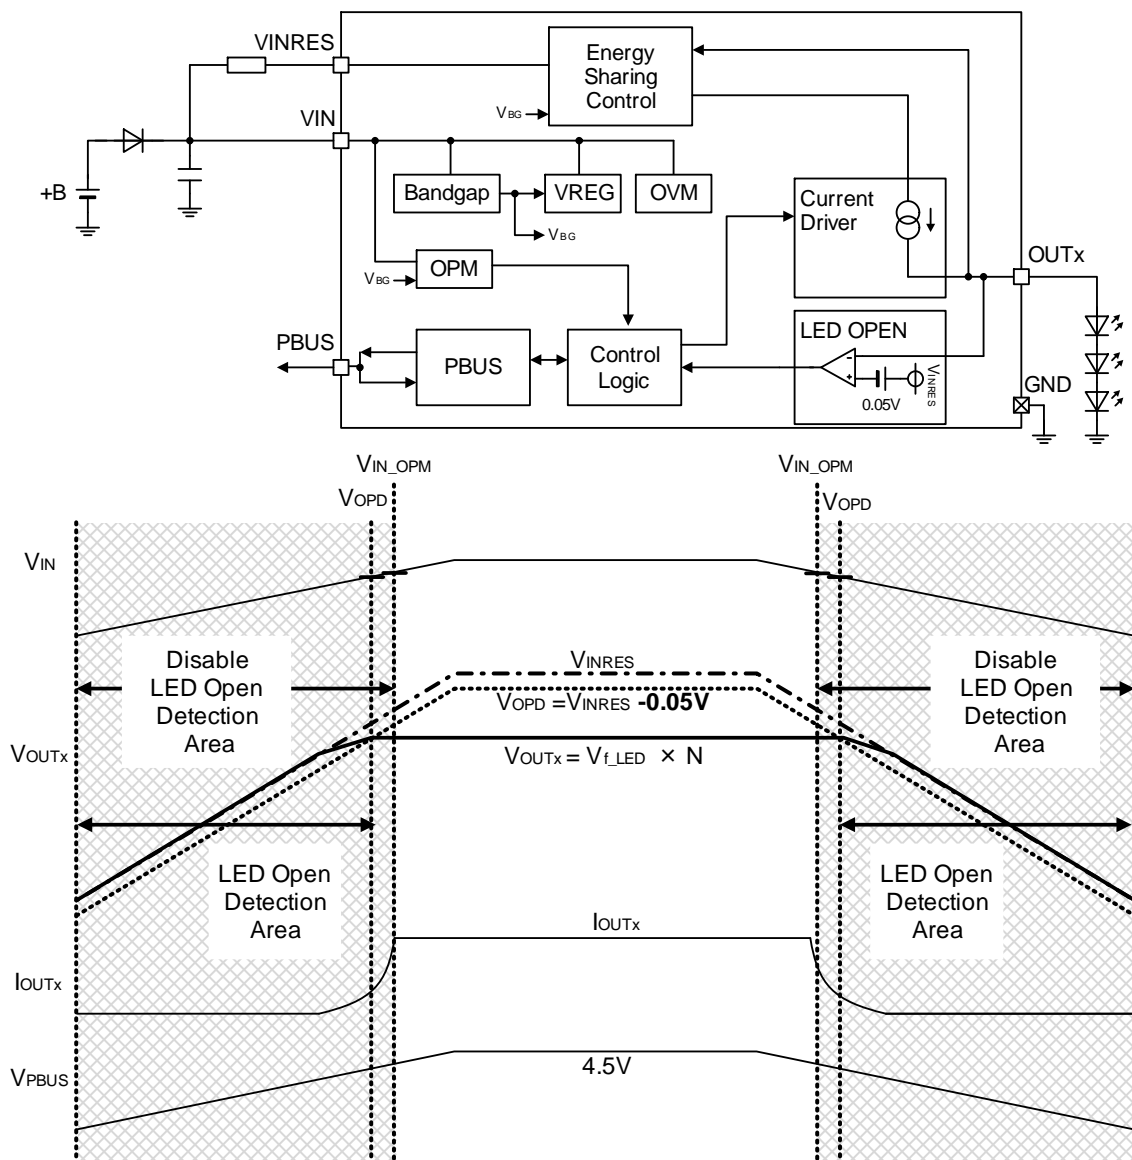 VINRES
Energy
Sharing
Control
VBG
VIN
+B
Bandgap
VREG
OVM
VBG
Current
Driver
VBG
OPM
OUTx
PBUS
PBUS
Control
Logic
LED OPEN
-
+
0.05V
VINRES
GND
VIN_OPM
VIN_OPM
VOPD
VOPD
VIN
Disable
LED Open
Detection
Area
VINRES
VOPD =VINRES -0.05V
Disable
LED Open
Detection
Area
VOUTx
VOUTx = Vf_LED × N
LED Open
Detection
Area
LED Open
Detection
Area
IOUTx
IOUTx
VPBUS
4.5V